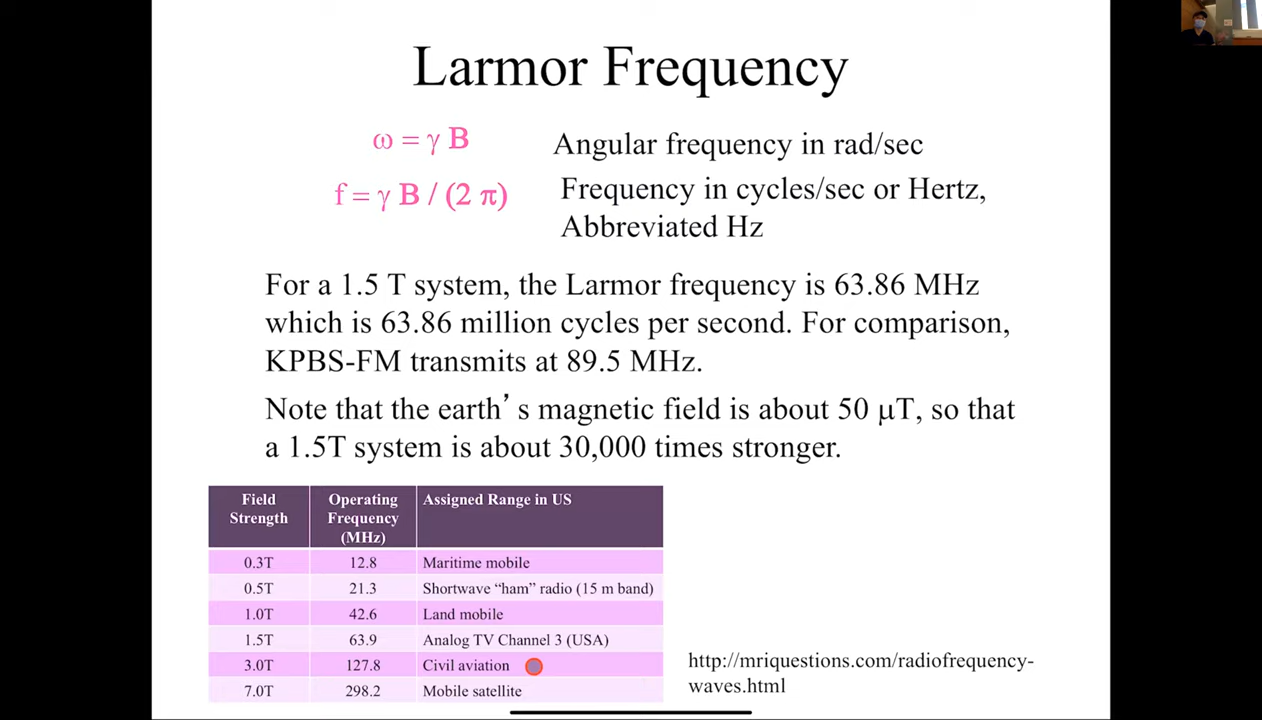 Larmor Frequency
ω = γ B
Angular frequency in rad/sec
f = γ B / (2 π)
Frequency in cycles/sec or Hertz,
Abbreviated Hz
For a 1.5 T system, the Larmor frequency is 63.86 MHz
which is 63.86 million cycles per second. For comparison,
KPBS-FM transmits at 89.5 MHz.
Note that the earth’s magnetic field is about 50 μT, so that
a 1.5T system is about 30,000 times stronger.
Field Strength Operating Frequency (MHz) Assigned Range in US
0.3T 12.8 Maritime mobile
0.5T 21.3 Shortwave “ham” radio (15 m band)
1.0T 42.6 Land mobile
1.5T 63.9 Analog TV Channel 3 (USA)
3.0T 127.8 Civil aviation
7.0T 298.2 Mobile satellite
http://mriquestions.com/radiofrequency-
waves.html